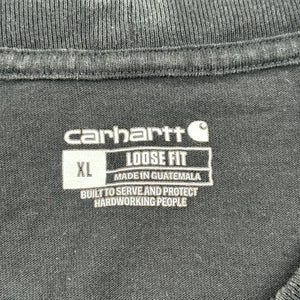 carhartt
XL LOOSE FIT
MADE IN GUATEMALA
BUILT TO SERVE AND PROTECT
HARDWORKING PEOPLE